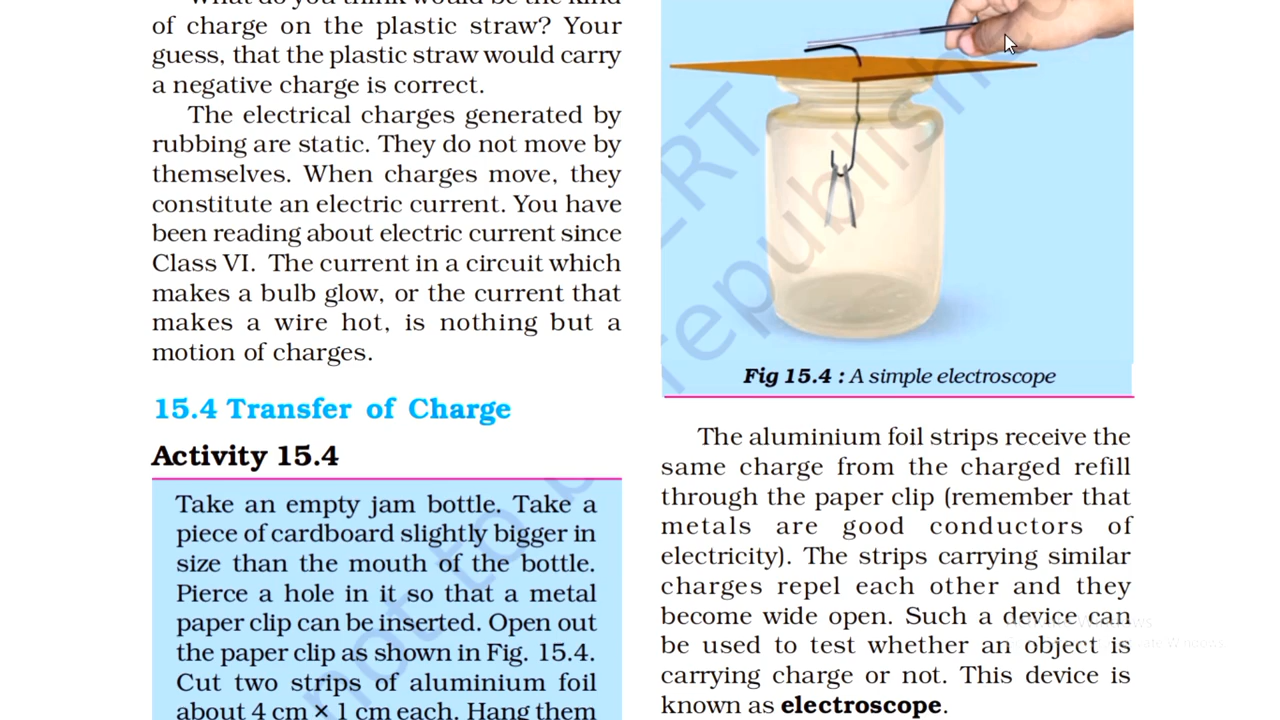 What do you think would be the kind
of charge on the plastic straw? Your
guess, that the plastic straw would carry
a negative charge is correct.
The electrical charges generated by
rubbing are static. They do not move by
themselves. When charges move, they
constitute an electric current. You have
been reading about electric current since
Class VI. The current in a circuit which
makes a bulb glow, or the current that
makes a wire hot, is nothing but a
motion of charges.
15.4 Transfer of Charge
Activity 15.4
Take an empty jam bottle. Take a
piece of cardboard slightly bigger in
size than the mouth of the bottle.
Pierce a hole in it so that a metal
paper clip can be inserted. Open out
the paper clip as shown in Fig. 15.4.
Cut two strips of aluminium foil
about 4 cm × 1 cm each. Hang them
Fig 15.4 : A simple electroscope
The aluminium foil strips receive the
same charge from the charged refill
through the paper clip (remember that
metals are good conductors of
electricity). The strips carrying similar
charges repel each other and they
become wide open. Such a device can
be used to test whether an object is
carrying charge or not. This device is
known as electroscope.
not to be republished